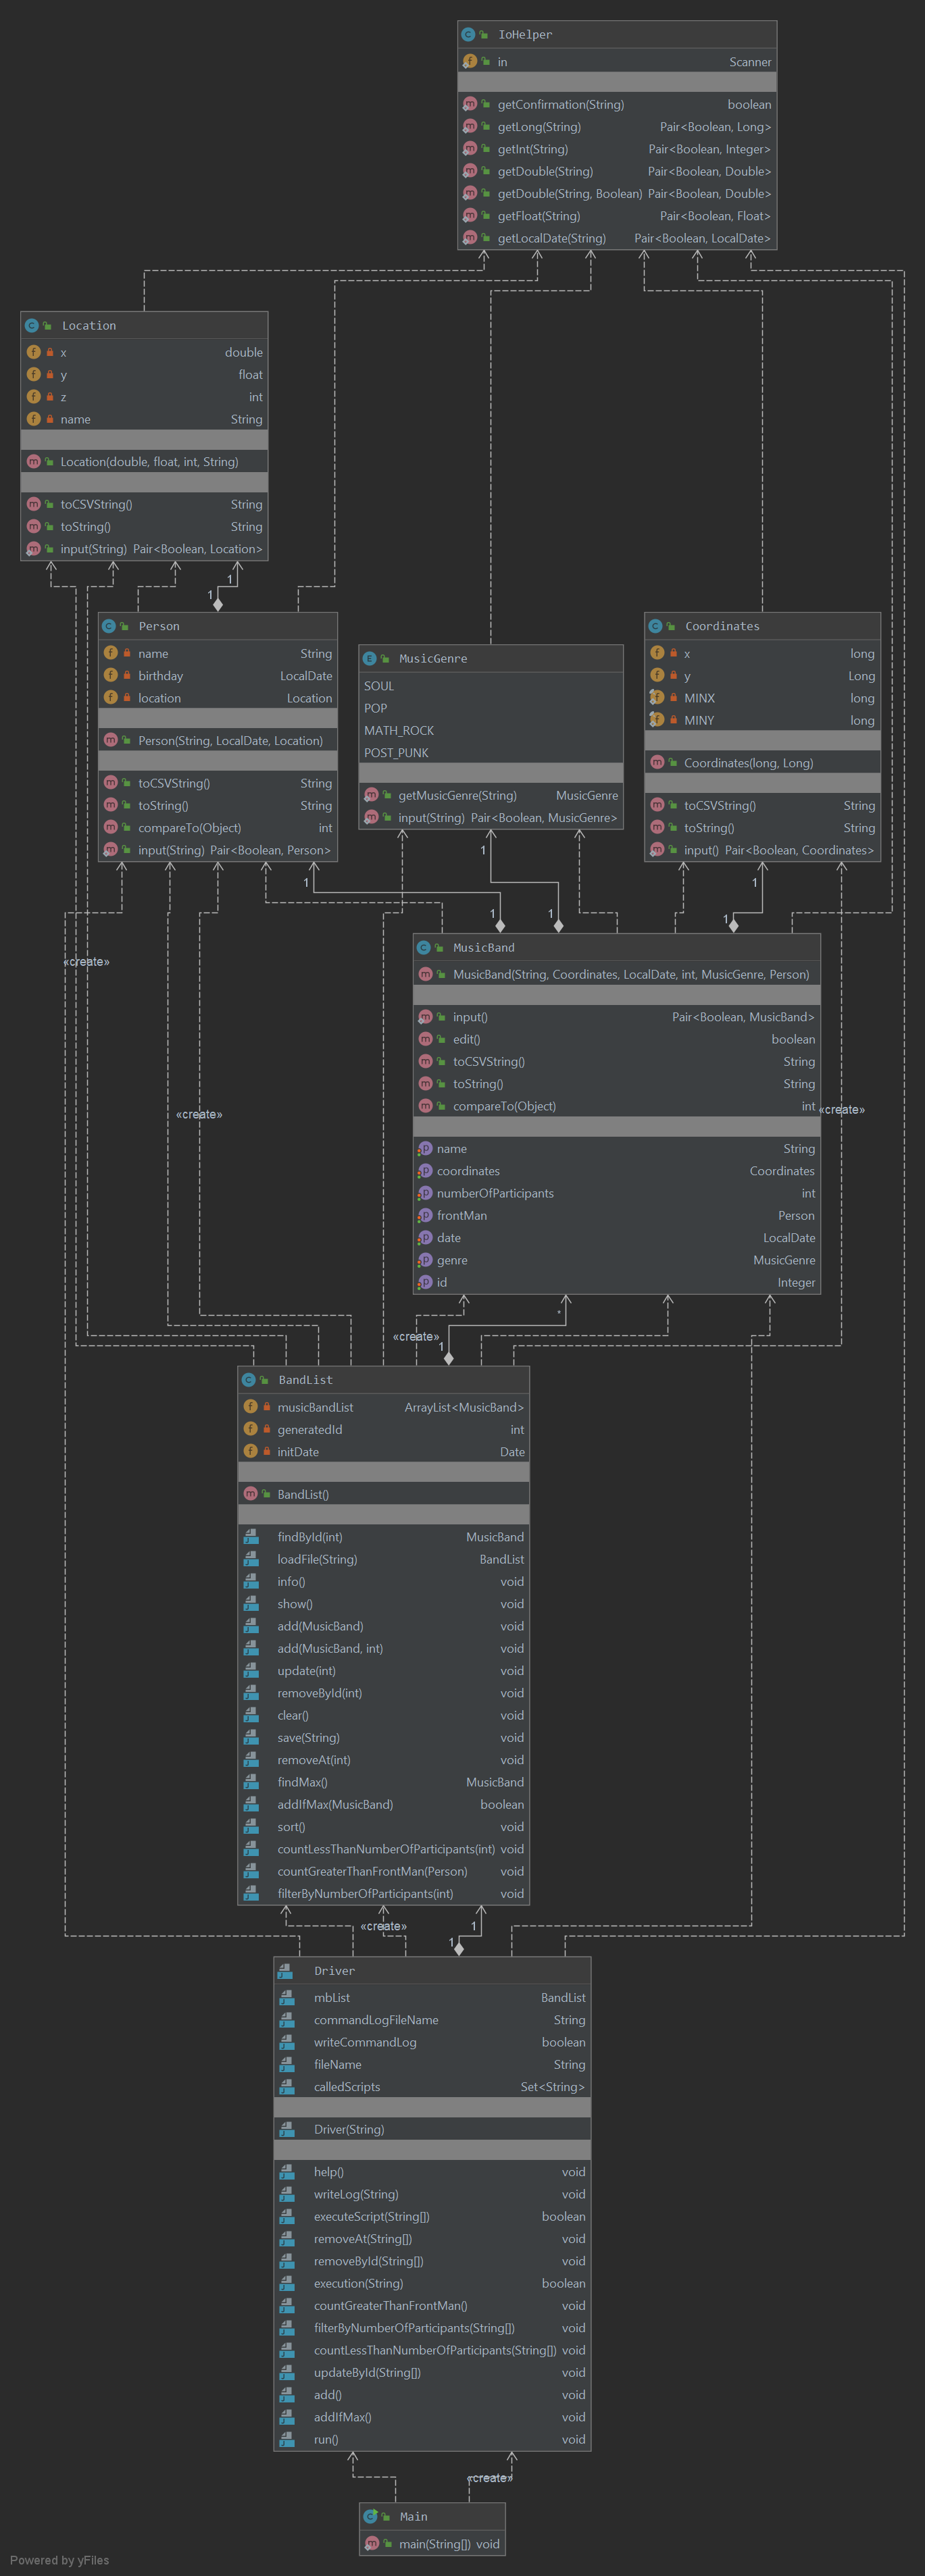 IoHelper
in Scanner
getConfirmation(String) boolean
getLong(String) Pair<Boolean, Long>
getInt(String) Pair<Boolean, Integer>
getDouble(String) Pair<Boolean, Double>
getDouble(String, Boolean) Pair<Boolean, Double>
getFloat(String) Pair<Boolean, Float>
getLocalDate(String) Pair<Boolean, LocalDate>
Location
x double
y float
z int
name String
Location(double, float, int, String)
toCSVString() String
toString() String
input(String) Pair<Boolean, Location>
1
1
Person
name String
birthday LocalDate
location Location
Person(String, LocalDate, Location)
toCSVString() String
toString() String
compareTo(Object) int
input(String) Pair<Boolean, Person>
MusicGenre
SOUL
POP
MATH_ROCK
POST_PUNK
getMusicGenre(String) MusicGenre
input(String) Pair<Boolean, MusicGenre>
Coordinates
x long
y Long
MINX long
MINY long
Coordinates(long, Long)
toCSVString() String
toString() String
input() Pair<Boolean, Coordinates>
1
1
1
1
1
1
«create»
MusicBand
MusicBand(String, Coordinates, LocalDate, int, MusicGenre, Person)
input() Pair<Boolean, MusicBand>
edit() boolean
toCSVString() String
toString() String
compareTo(Object) int
«create»
«create»
name String
coordinates Coordinates
numberOfParticipants int
frontMan Person
date LocalDate
genre MusicGenre
id Integer
*
«create»
1
BandList
musicBandList ArrayList<MusicBand>
generatedId int
initDate Date
BandList()
findById(int) MusicBand
loadFile(String) BandList
info() void
show() void
add(MusicBand) void
add(MusicBand, int) void
update(int) void
removeById(int) void
clear() void
save(String) void
removeAt(int) void
findMax() MusicBand
addIfMax(MusicBand) boolean
sort() void
countLessThanNumberOfParticipants(int) void
countGreaterThanFrontMan(Person) void
filterByNumberOfParticipants(int) void
«create»
1
1
Driver
mbList BandList
commandLogFileName String
writeCommandLog boolean
fileName String
calledScripts Set<String>
Driver(String)
help() void
writeLog(String) void
executeScript(String[]) boolean
removeAt(String[]) void
removeById(String[]) void
execution(String) boolean
countGreaterThanFrontMan() void
filterByNumberOfParticipants(String[]) void
countLessThanNumberOfParticipants(String[]) void
updateById(String[]) void
add() void
addIfMax() void
run() void
«create»
Main
main(String[]) void
Powered by yFiles